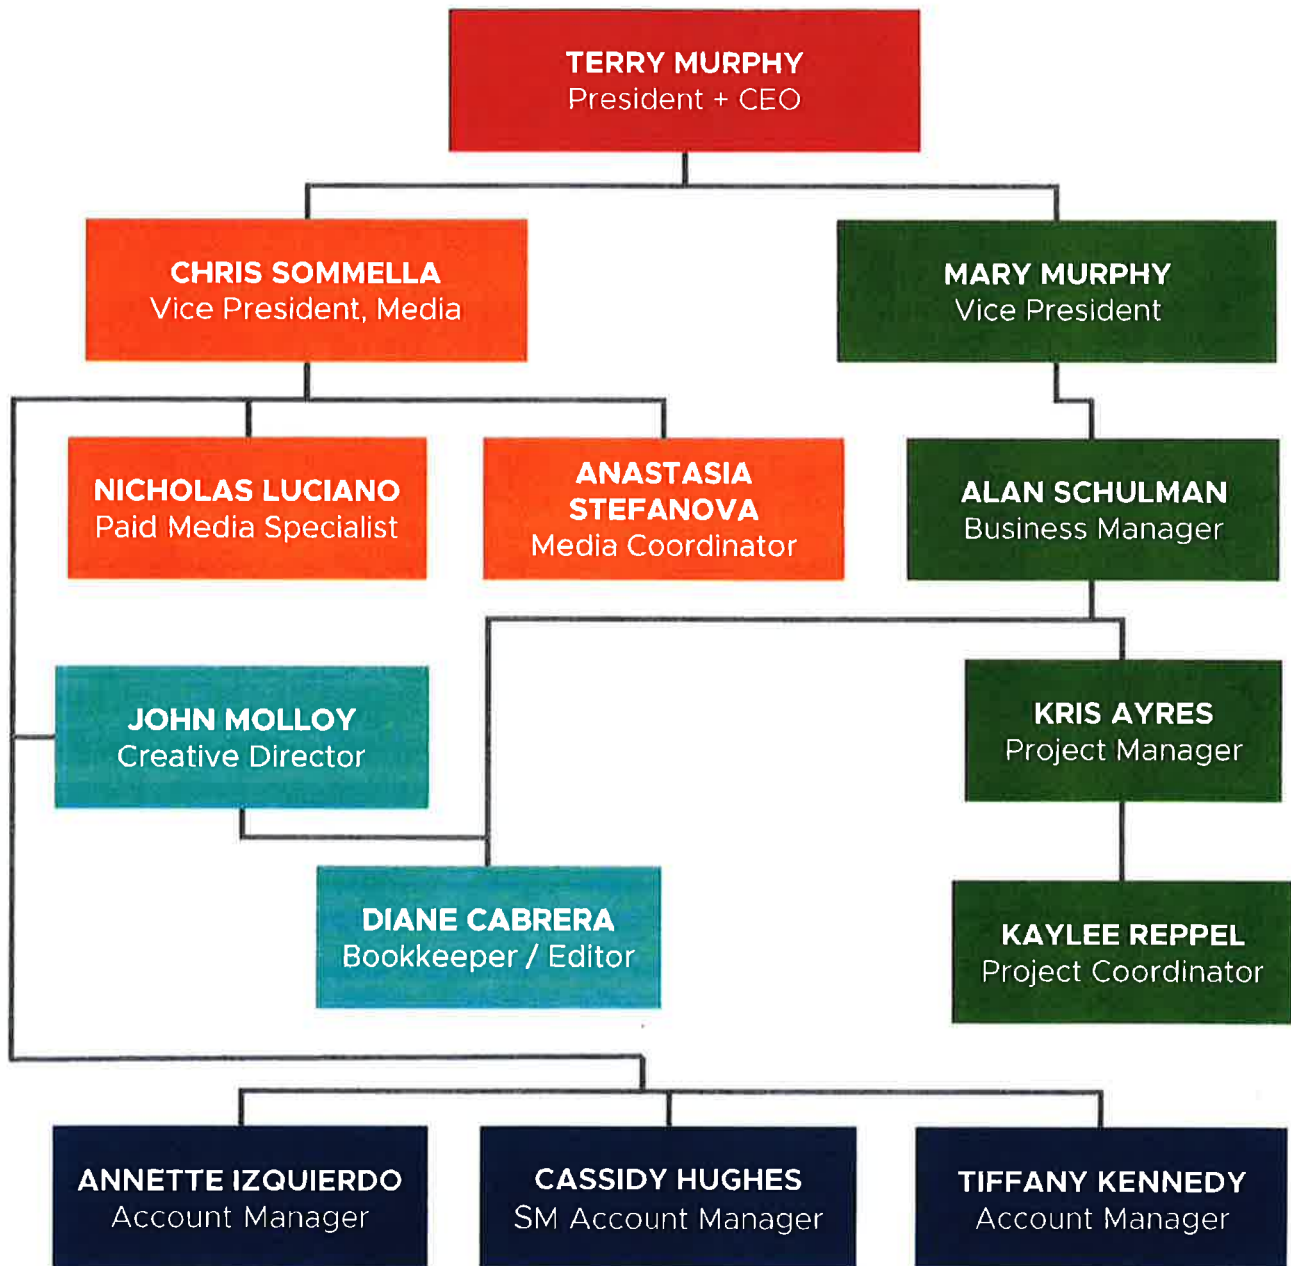 TERRY MURPHY
President + CEO
CHRIS SOMMELLA
Vice President, Media
MARY MURPHY
Vice President
NICHOLAS LUCIANO
Paid Media Specialist
ANASTASIA
STEFANOVA
Media Coordinator
ALAN SCHULMAN
Business Manager
JOHN MOLLOY
Creative Director
KRIS AYRES
Project Manager
DIANE CABRERA
Bookkeeper / Editor
KAYLEE REPPEL
Project Coordinator
ANNETTE IZQUIERDO
Account Manager
CASSIDY HUGHES
SM Account Manager
TIFFANY KENNEDY
Account Manager